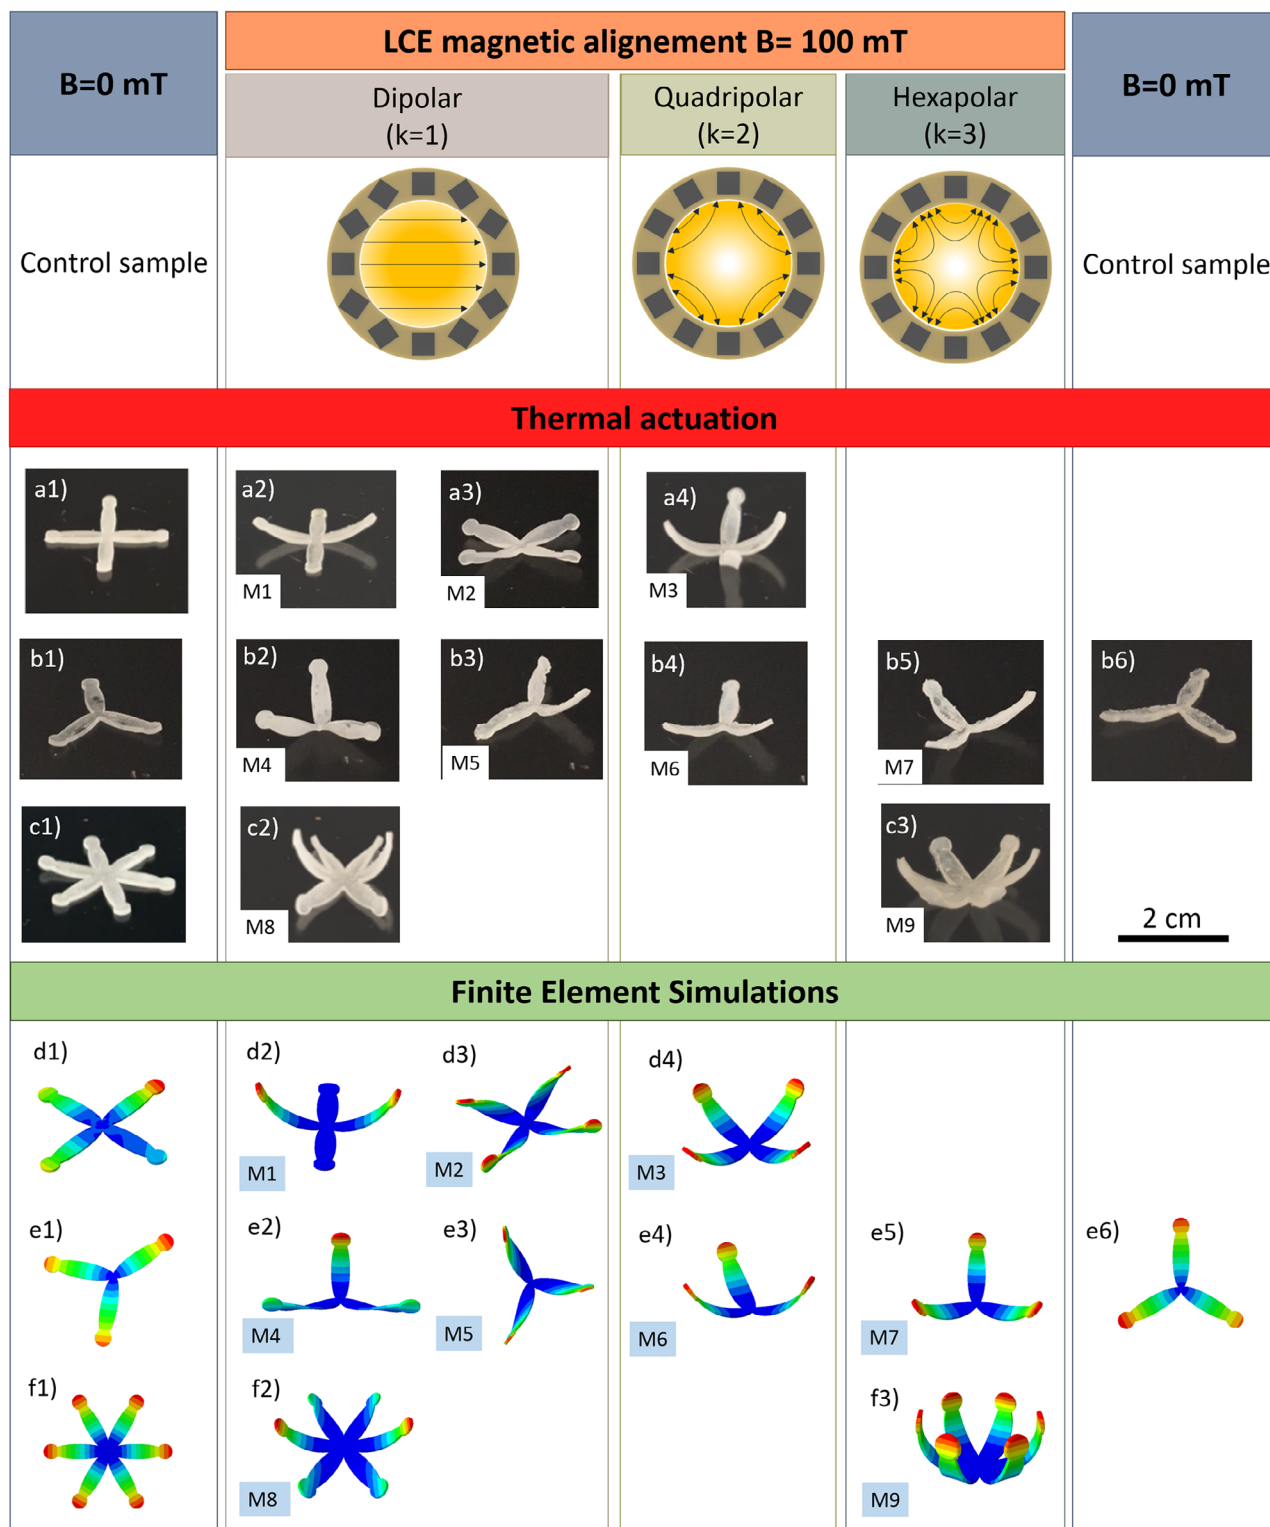 B=0 mT
LCE magnetic alignement B= 100 mT
B=0 mT
Dipolar
(k=1)
Quadripolar
(k=2)
Hexapolar
(k=3)
Control sample
Control sample
Thermal actuation
a1)
a2)
M1
a3)
M2
a4)
M3
b1)
b2)
M4
b3)
M5
b4)
M6
b5)
M7
b6)
c1)
c2)
M8
c3)
M9
2 cm
Finite Element Simulations
d1)
d2)
M1
d3)
M2
d4)
M3
e1)
e2)
M4
e3)
M5
e4)
M6
e5)
M7
e6)
f1)
f2)
M8
f3)
M9